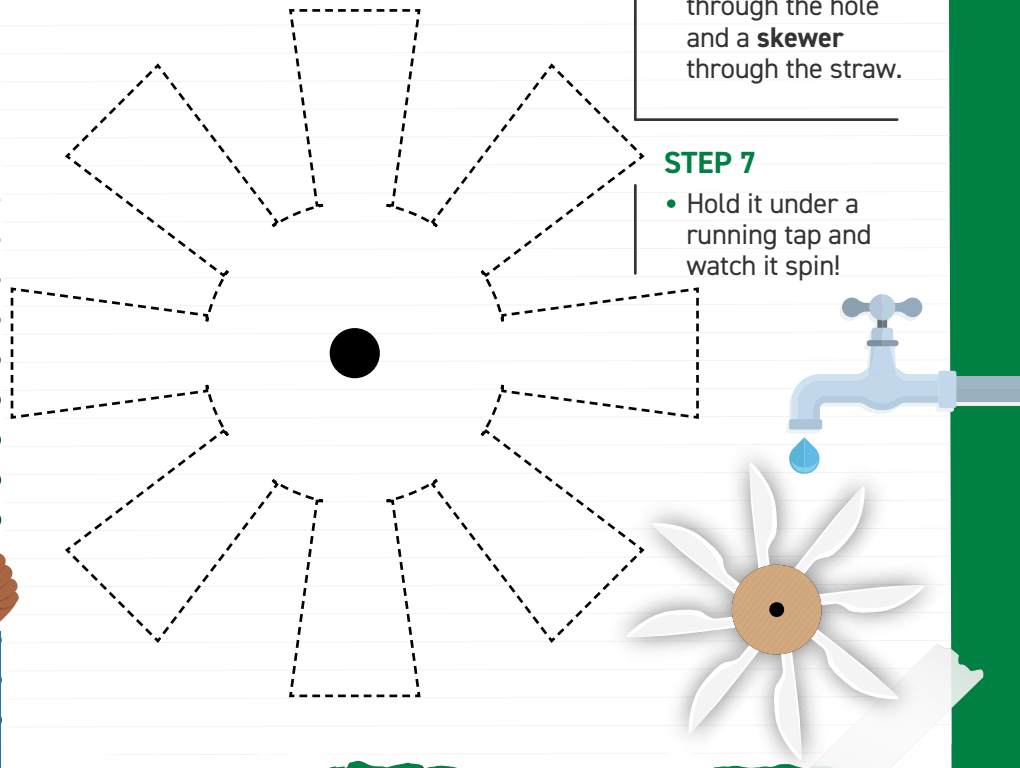 through the hole
and a skewer
through the straw.
STEP 7
• Hold it under a
running tap and
watch it spin!